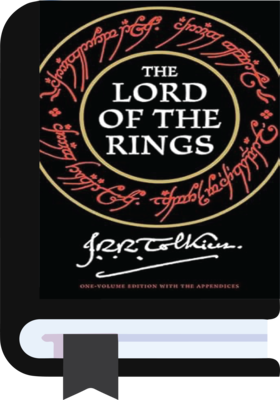 THE
LORD
OF THE
RINGS
J.R.R. Tolkien.
ONE-VOLUME EDITION WITH THE APPENDICES